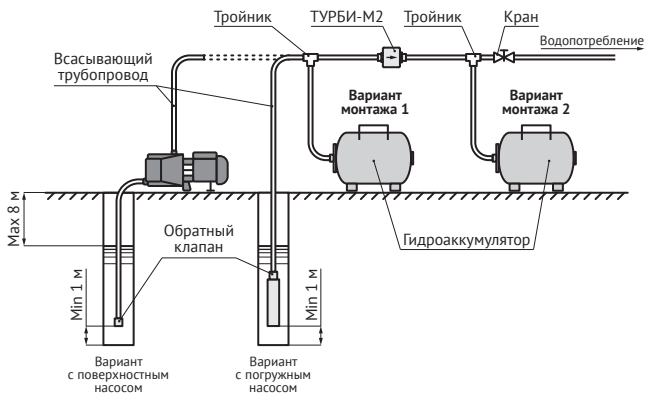 Тройник
ТУРБИ-М2
Тройник
Кран
Водопотребление
Всасывающий
трубопровод
Вариант
монтажа 1
Вариант
монтажа 2
Max 8 м
Обратный
клапан
Гидроаккумулятор
Min 1 м
Min 1 м
Вариант
с поверхностным
насосом
Вариант
с погружным
насосом